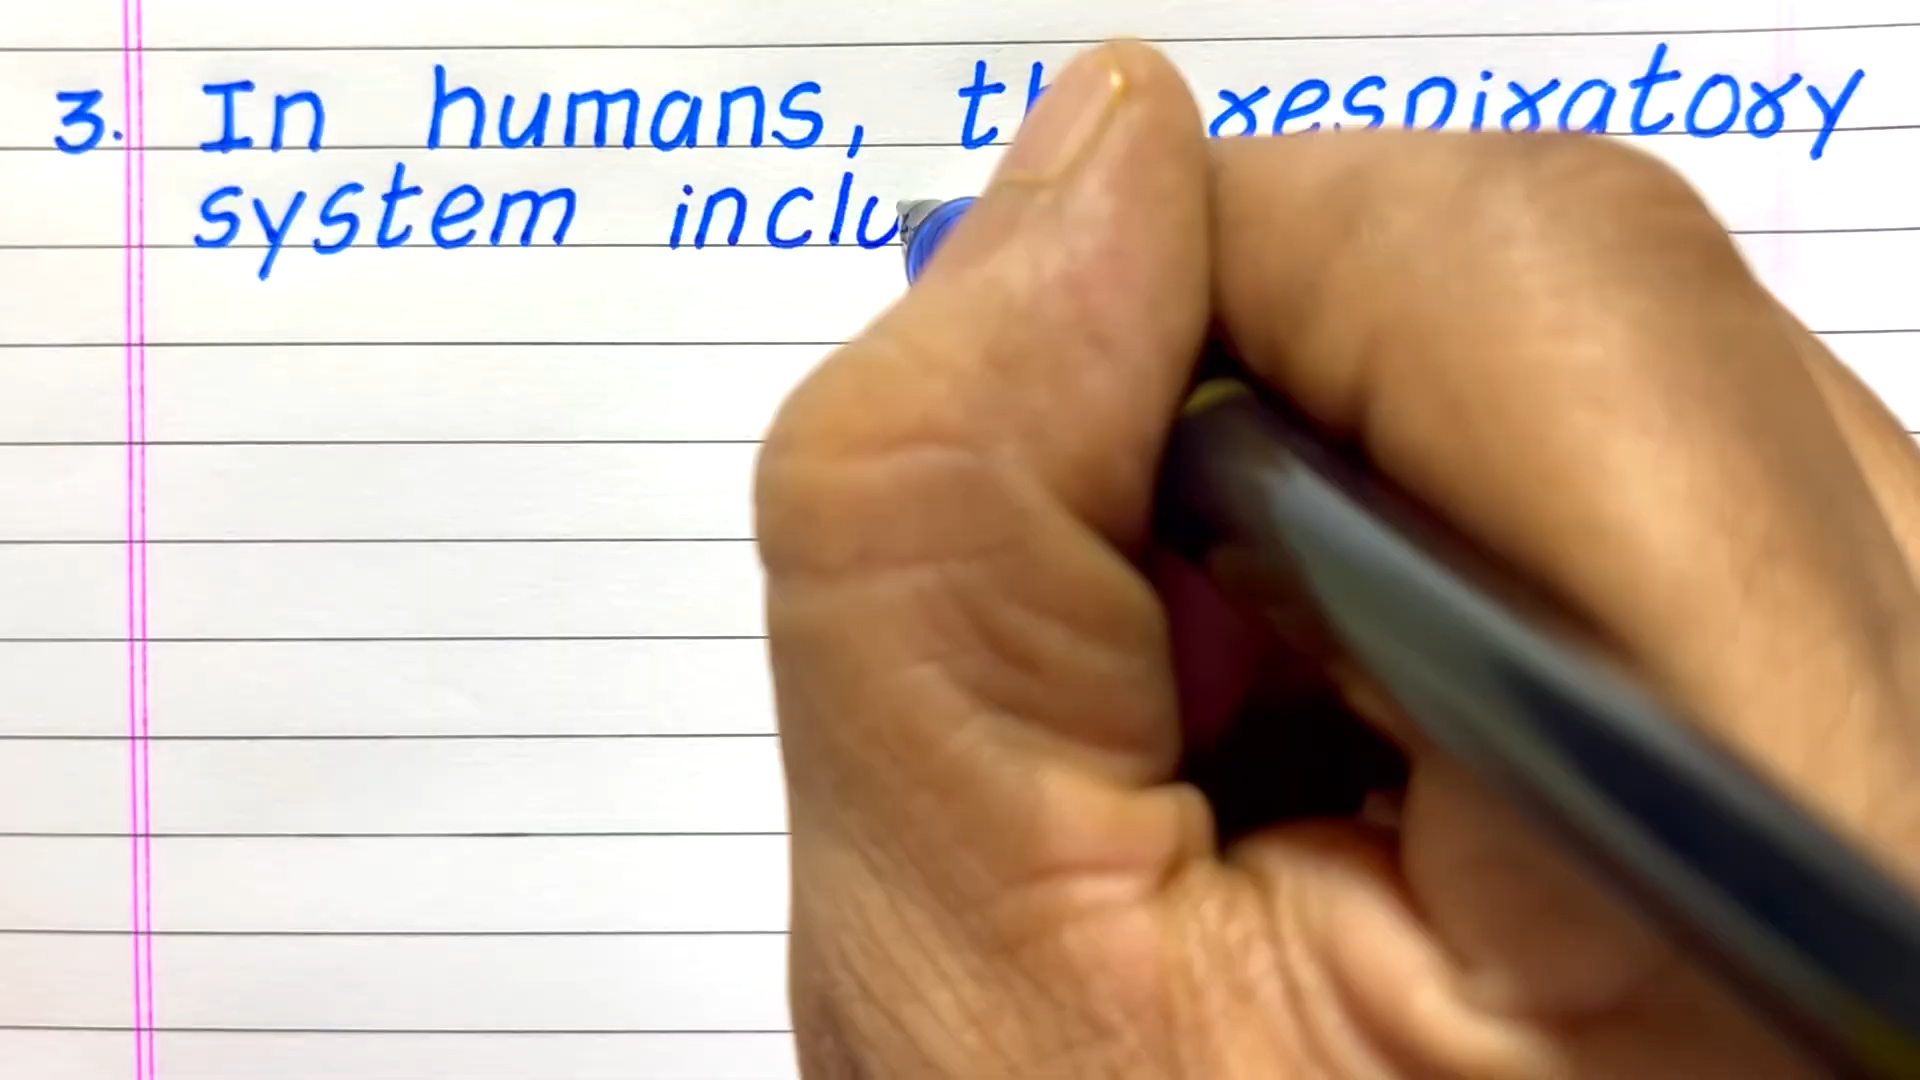 3. In humans, th respiratory
system inclu